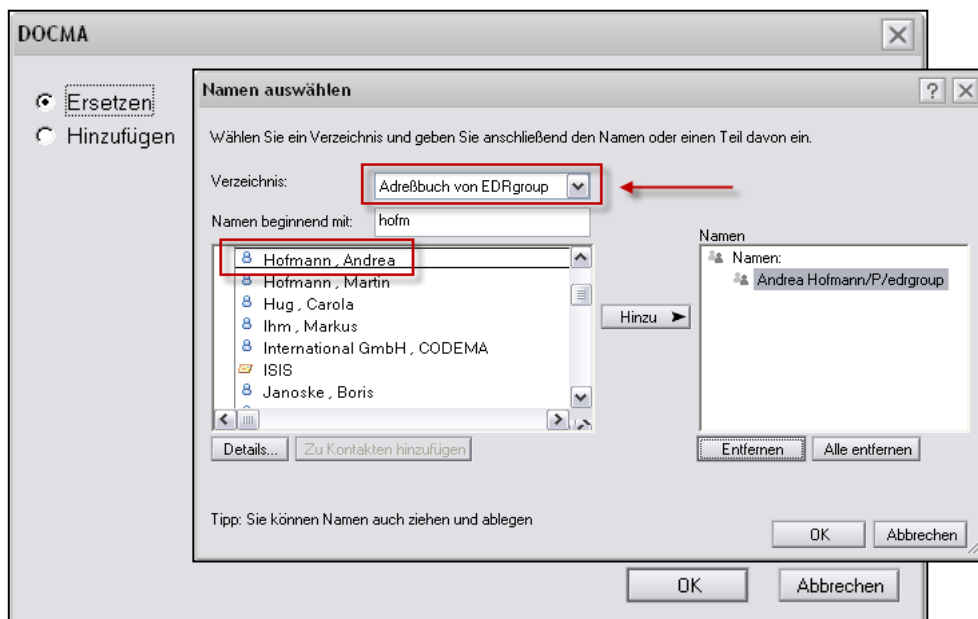 DOCMA
Ersetzen
Hinzufügen
Namen auswählen
Wählen Sie ein Verzeichnis und geben Sie anschließend den Namen oder einen Teil davon ein.
Verzeichnis:
Adreßbuch von EDRgroup
Namen beginnend mit:
hofm
Hofmann , Andrea
Hofmann , Martin
Hug , Carola
Ihm , Markus
International GmbH , CODEMA
ISIS
Janoske , Boris
Hinzu
Namen
Namen:
Andrea Hofmann/P/edrgroup
Details...
Zu Kontakten hinzufügen
Entfernen
Alle entfernen
Tipp: Sie können Namen auch ziehen und ablegen
OK
Abbrechen
OK
Abbrechen